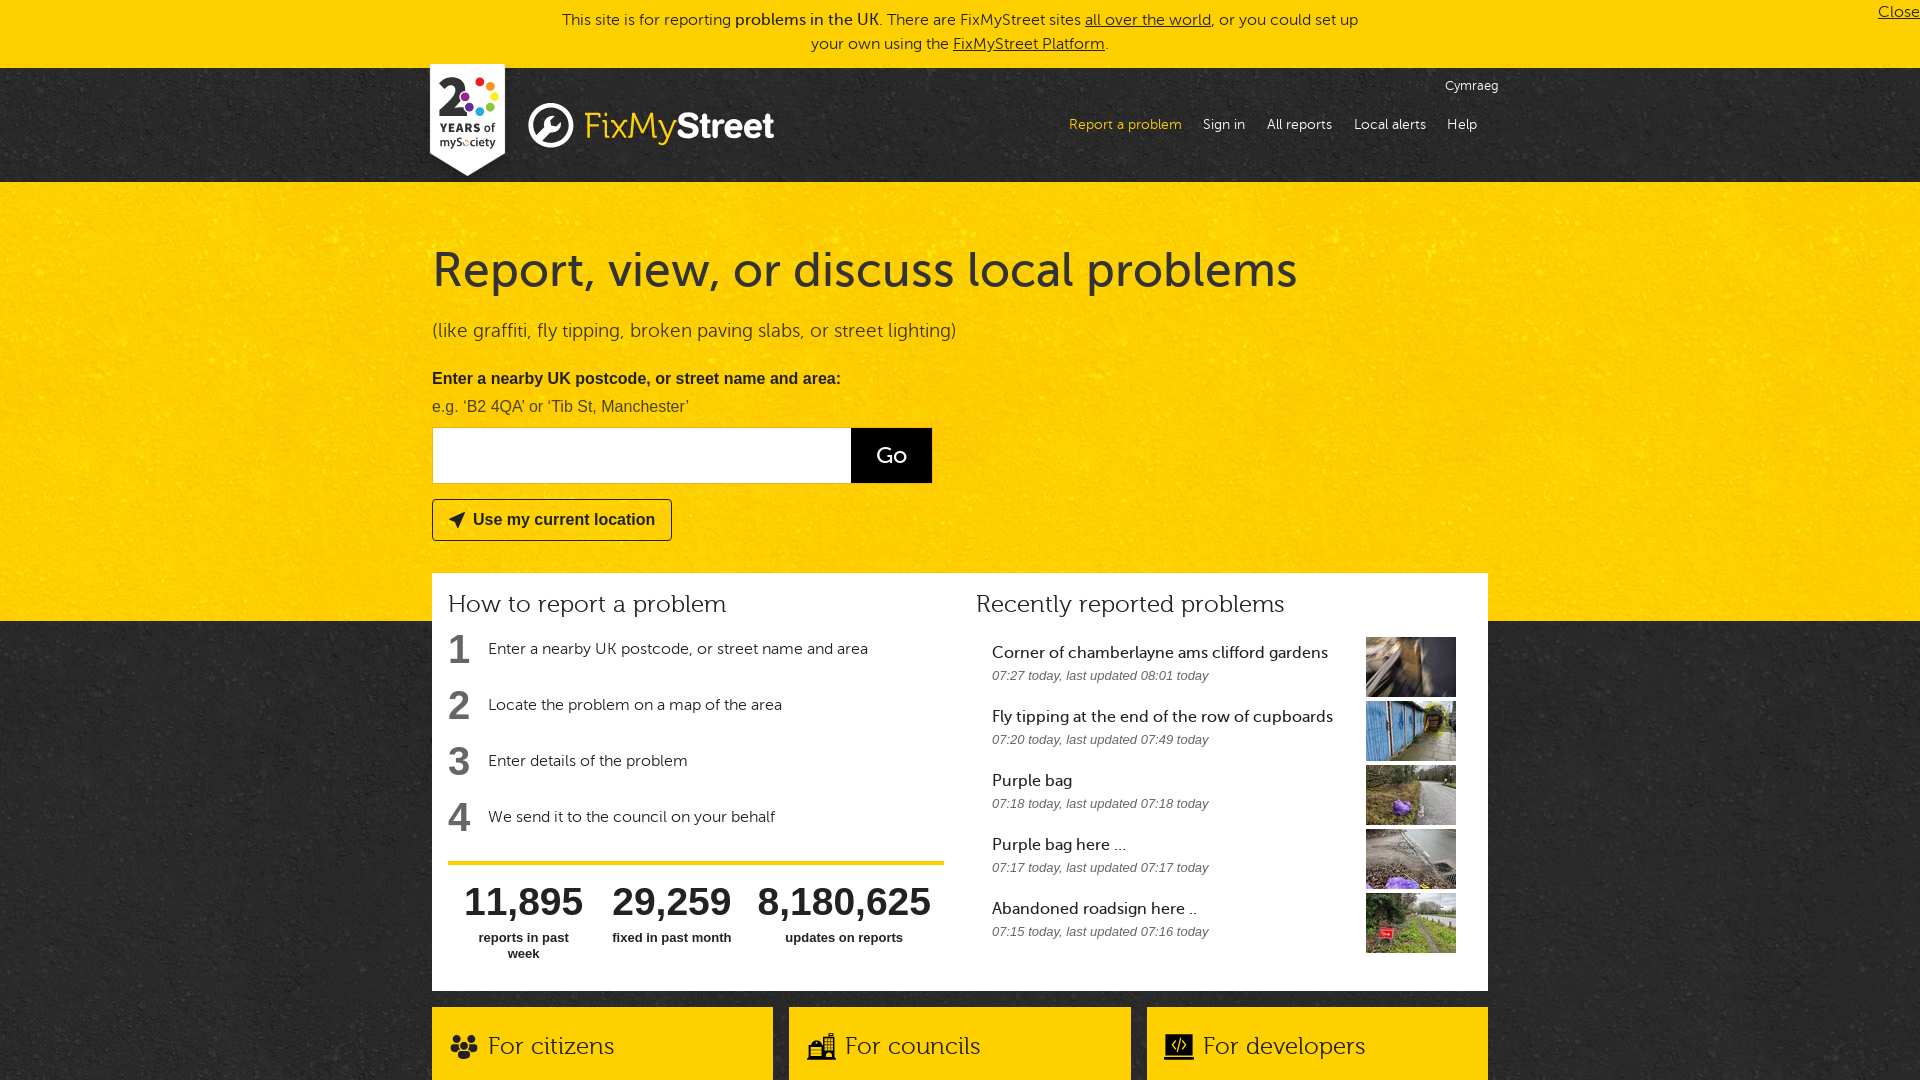 This site is for reporting problems in the UK. There are FixMyStreet sites all over the world, or you could set up
your own using the FixMyStreet Platform.
Close
20
YEARS of
mySociety
FixMyStreet
Cymraeg
Report a problem
Sign in
All reports
Local alerts
Help
Report, view, or discuss local problems
(like graffiti, fly tipping, broken paving slabs, or street lighting)
Enter a nearby UK postcode, or street name and area:
e.g. ‘B2 4QA’ or ‘Tib St, Manchester’
Go
Use my current location
How to report a problem
1 Enter a nearby UK postcode, or street name and area
2 Locate the problem on a map of the area
3 Enter details of the problem
4 We send it to the council on your behalf
11,895
reports in past
week
29,259
fixed in past month
8,180,625
updates on reports
Recently reported problems
Corner of chamberlayne ams clifford gardens
07:27 today, last updated 08:01 today
Fly tipping at the end of the row of cupboards
07:20 today, last updated 07:49 today
Purple bag
07:18 today, last updated 07:18 today
Purple bag here ...
07:17 today, last updated 07:17 today
Abandoned roadsign here ..
07:15 today, last updated 07:16 today
For citizens
For councils
For developers